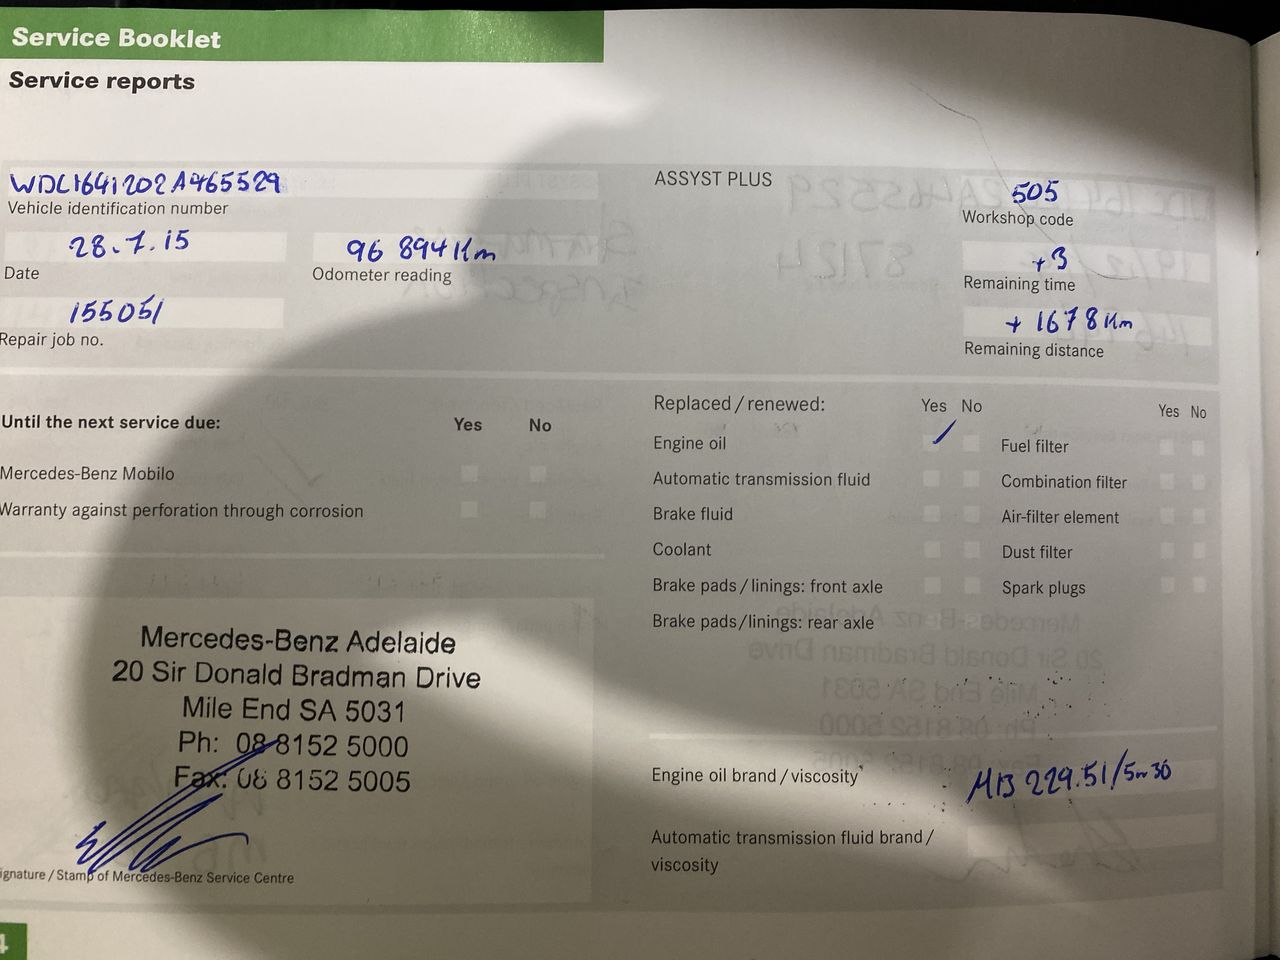 Service Booklet
Service reports
WDC1641202A465529
Vehicle identification number
28.7.15
Date
96 894 Km
Odometer reading
155051
Repair job no.
ASSYST PLUS
505
Workshop code
+3
Remaining time
+ 1678 Km
Remaining distance
Until the next service due: Yes No
Mercedes-Benz Mobilo
Warranty against perforation through corrosion
Mercedes-Benz Adelaide
20 Sir Donald Bradman Drive
Mile End SA 5031
Ph: 08 8152 5000
Fax: 08 8152 5005
ignature / Stamp of Mercedes-Benz Service Centre
4
Replaced / renewed: Yes No
Engine oil
Automatic transmission fluid
Brake fluid
Coolant
Brake pads / linings: front axle
Brake pads / linings: rear axle
Yes No
Fuel filter
Combination filter
Air-filter element
Dust filter
Spark plugs
Engine oil brand / viscosity
MB 229.51/5w30
Automatic transmission fluid brand /
viscosity